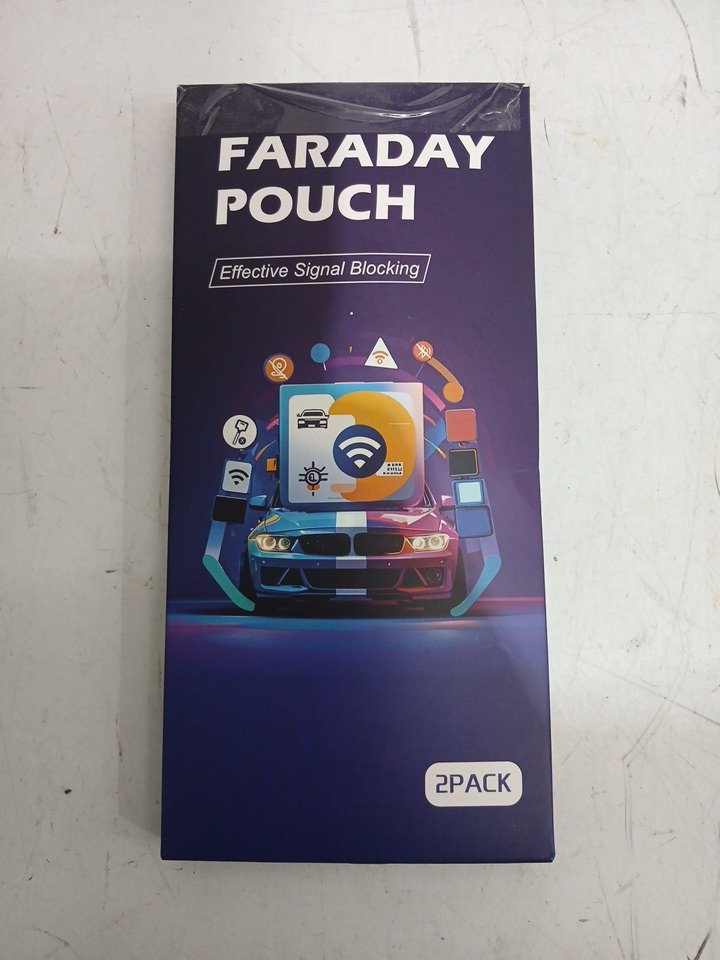 FARADAY
POUCH
Effective Signal Blocking
2PACK